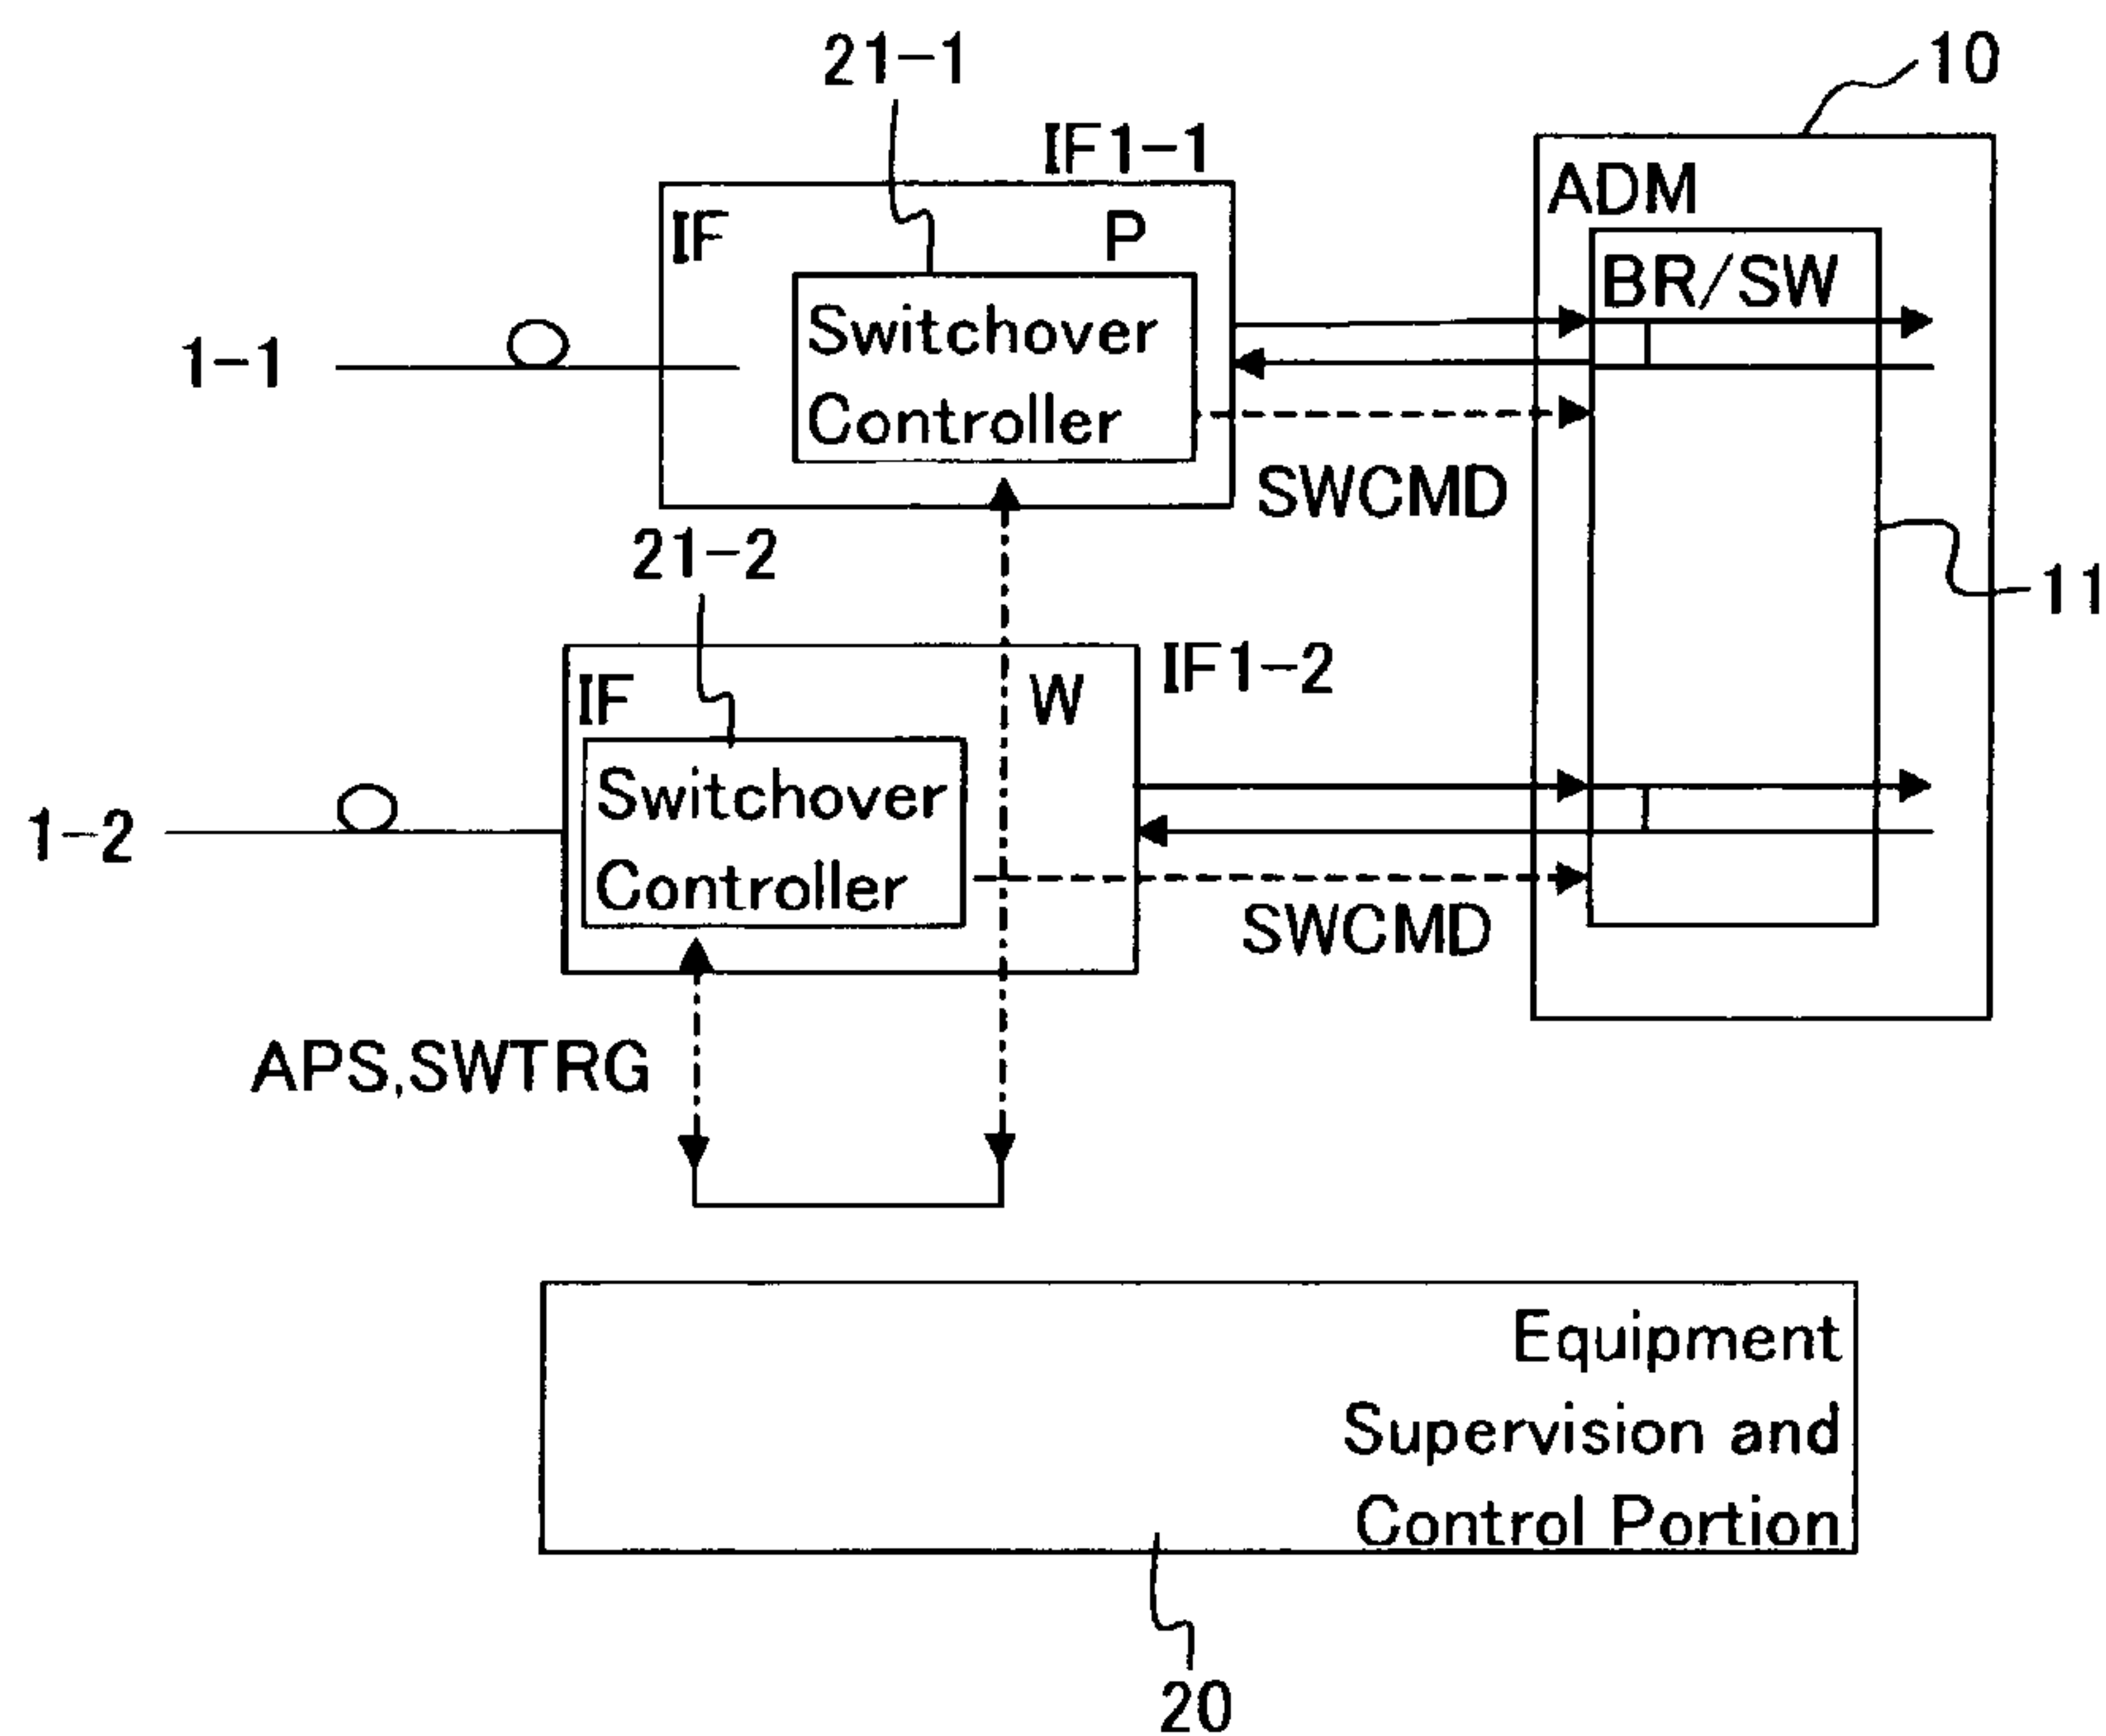 21-1
10
IF1-1
ADM
IF
P
BR/SW
Switchover
Controller
1-1
SWCMD
21-2
11
IF1-2
IF
W
Switchover
Controller
1-2
SWCMD
APS,SWTRG
Equipment
Supervision and
Control Portion
20